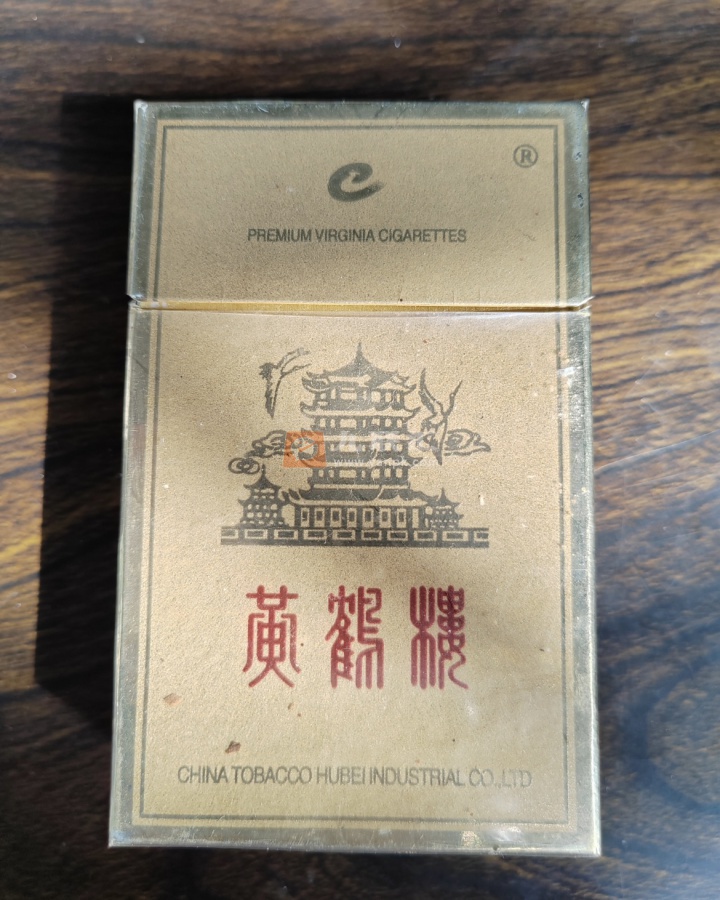 ®
PREMIUM VIRGINIA CIGARETTES
黄鹤楼
CHINA TOBACCO HUBEI INDUSTRIAL CO.,LTD